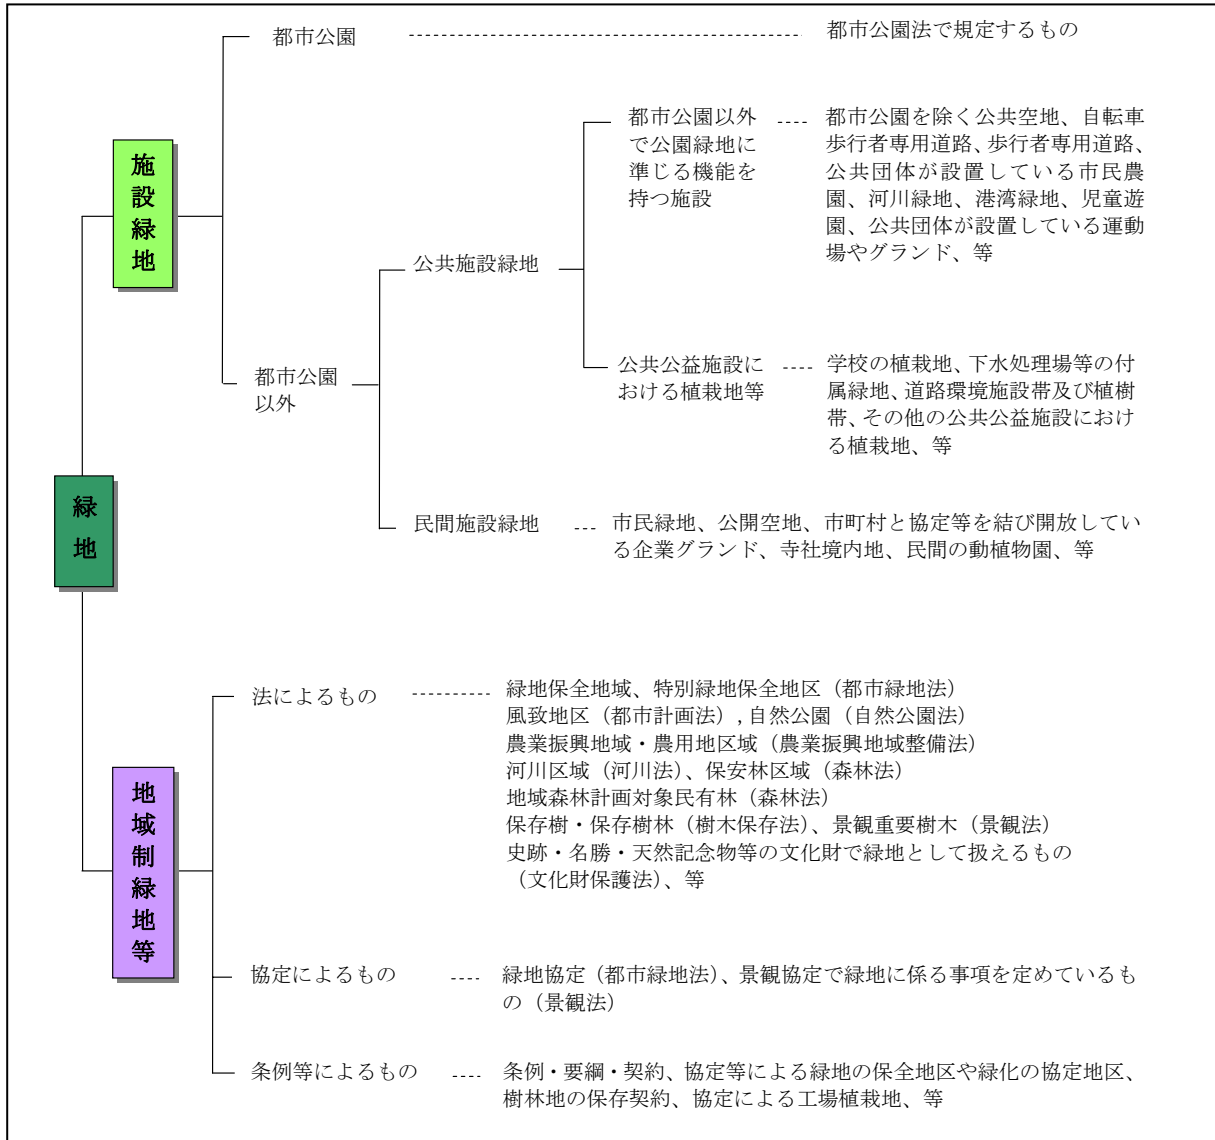 都市公園
都市公園法で規定するもの
施設緑地
都市公園以外
で公園緑地に
準じる機能を
持つ施設
都市公園を除く公共空地、自転車
歩行者専用道路、歩行者専用道路、
公共団体が設置している市民農
園、河川緑地、港湾緑地、児童遊
園、公共団体が設置している運動
場やグランド、等
公共施設緑地
都市公園
以外
公共公益施設に
おける植栽地等
学校の植栽地、下水処理場等の付
属緑地、道路環境施設帯及び植樹
帯、その他の公共公益施設におけ
る植栽地、等
緑地
民間施設緑地
市民緑地、公開空地、市町村と協定等を結び開放してい
る企業グランド、寺社境内地、民間の動植物園、等
法によるもの
緑地保全地域、特別緑地保全地区（都市緑地法）
風致地区（都市計画法）,自然公園（自然公園法）
農業振興地域・農用地区域（農業振興地域整備法）
河川区域（河川法）、保安林区域（森林法）
地域森林計画対象民有林（森林法）
保存樹・保存樹林（樹木保存法）、景観重要樹木（景観法）
史跡・名勝・天然記念物等の文化財で緑地として扱えるもの
（文化財保護法）、等
地域制緑地等
協定によるもの
緑地協定（都市緑地法）、景観協定で緑地に係る事項を定めているも
の（景観法）
条例等によるもの
条例・要綱・契約、協定等による緑地の保全地区や緑化の協定地区、
樹林地の保存契約、協定による工場植栽地、等